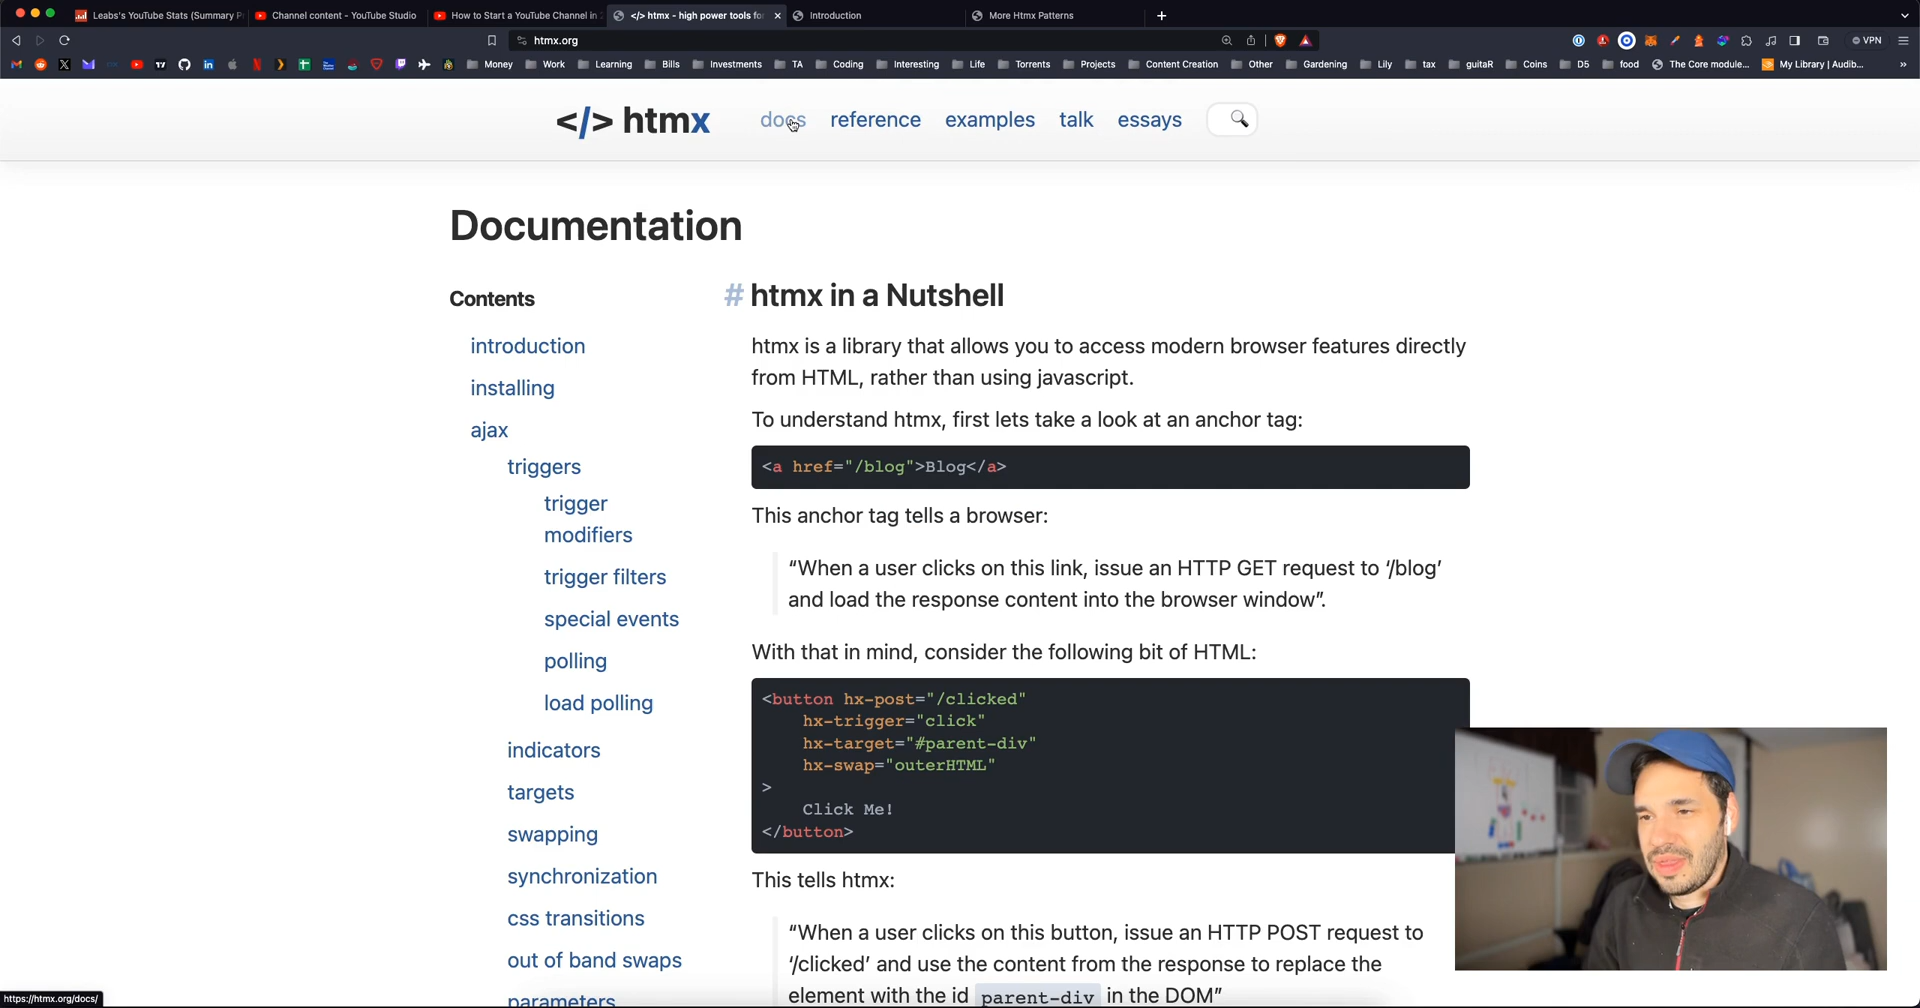 Leabs's YouTube Stats (Summary P
Channel content - YouTube Studio
How to Start a YouTube Channel in
</> htmx - high power tools fo
Introduction
More Htmx Patterns
htmx.org
VPN
Money
Work
Learning
Bills
Investments
TA
Coding
Interesting
Life
Torrents
Projects
Content Creation
Other
Gardening
Lily
tax
guitaR
Coins
D5
food
The Core module...
My Library | Audib...
</> htmx
docs
reference
examples
talk
essays
Documentation
Contents
introduction
installing
ajax
triggers
trigger
modifiers
trigger filters
special events
polling
load polling
indicators
targets
swapping
synchronization
css transitions
out of band swaps
parameters
# htmx in a Nutshell
htmx is a library that allows you to access modern browser features directly
from HTML, rather than using javascript.
To understand htmx, first lets take a look at an anchor tag:
<a href="/blog">Blog</a>
This anchor tag tells a browser:
“When a user clicks on this link, issue an HTTP GET request to ‘/blog’
and load the response content into the browser window”.
With that in mind, consider the following bit of HTML:
<button hx-post="/clicked"
hx-trigger="click"
hx-target="#parent-div"
hx-swap="outerHTML"
>
Click Me!
</button>
This tells htmx:
“When a user clicks on this button, issue an HTTP POST request to
‘/clicked’ and use the content from the response to replace the
element with the id parent-div in the DOM”
https://htmx.org/docs/